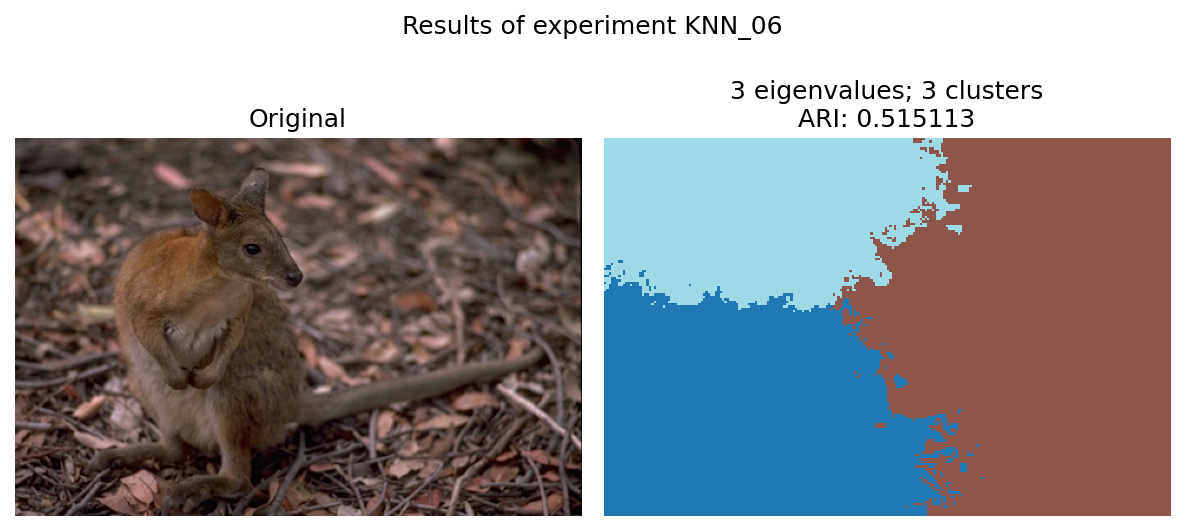 Results of experiment KNN_06
Original
3 eigenvalues; 3 clusters
ARI: 0.515113